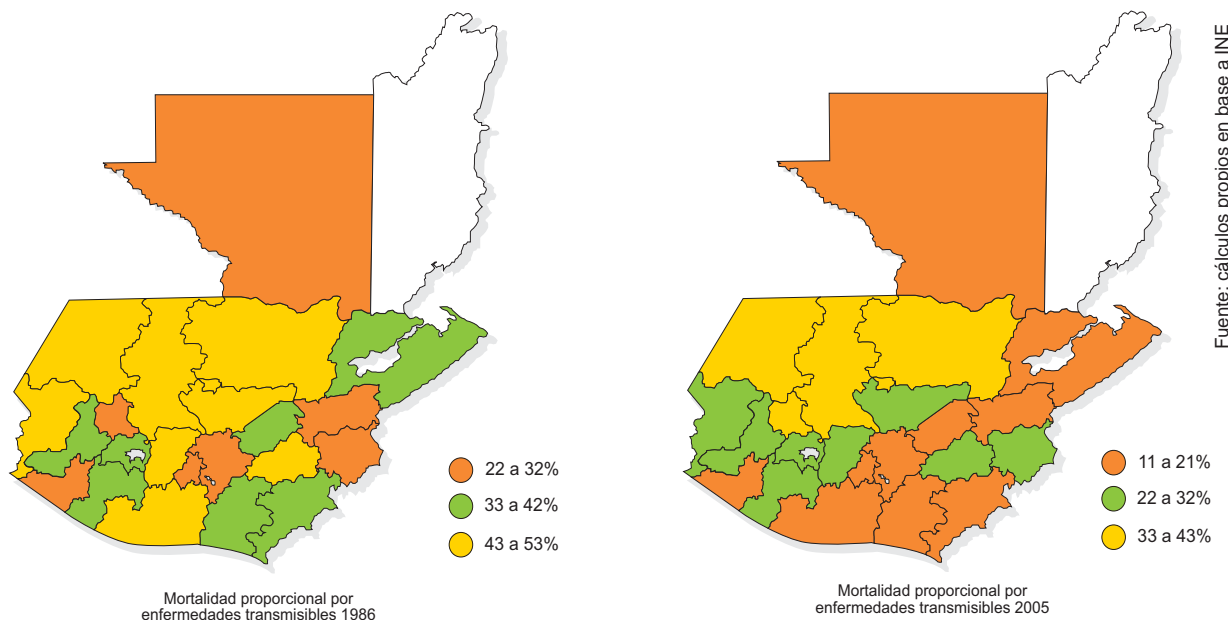 22 a 32%
33 a 42%
43 a 53%
Mortalidad proporcional por
enfermedades transmisibles 1986
11 a 21%
22 a 32%
33 a 43%
Mortalidad proporcional por
enfermedades transmisibles 2005
Fuente: cálculos propios en base a INE